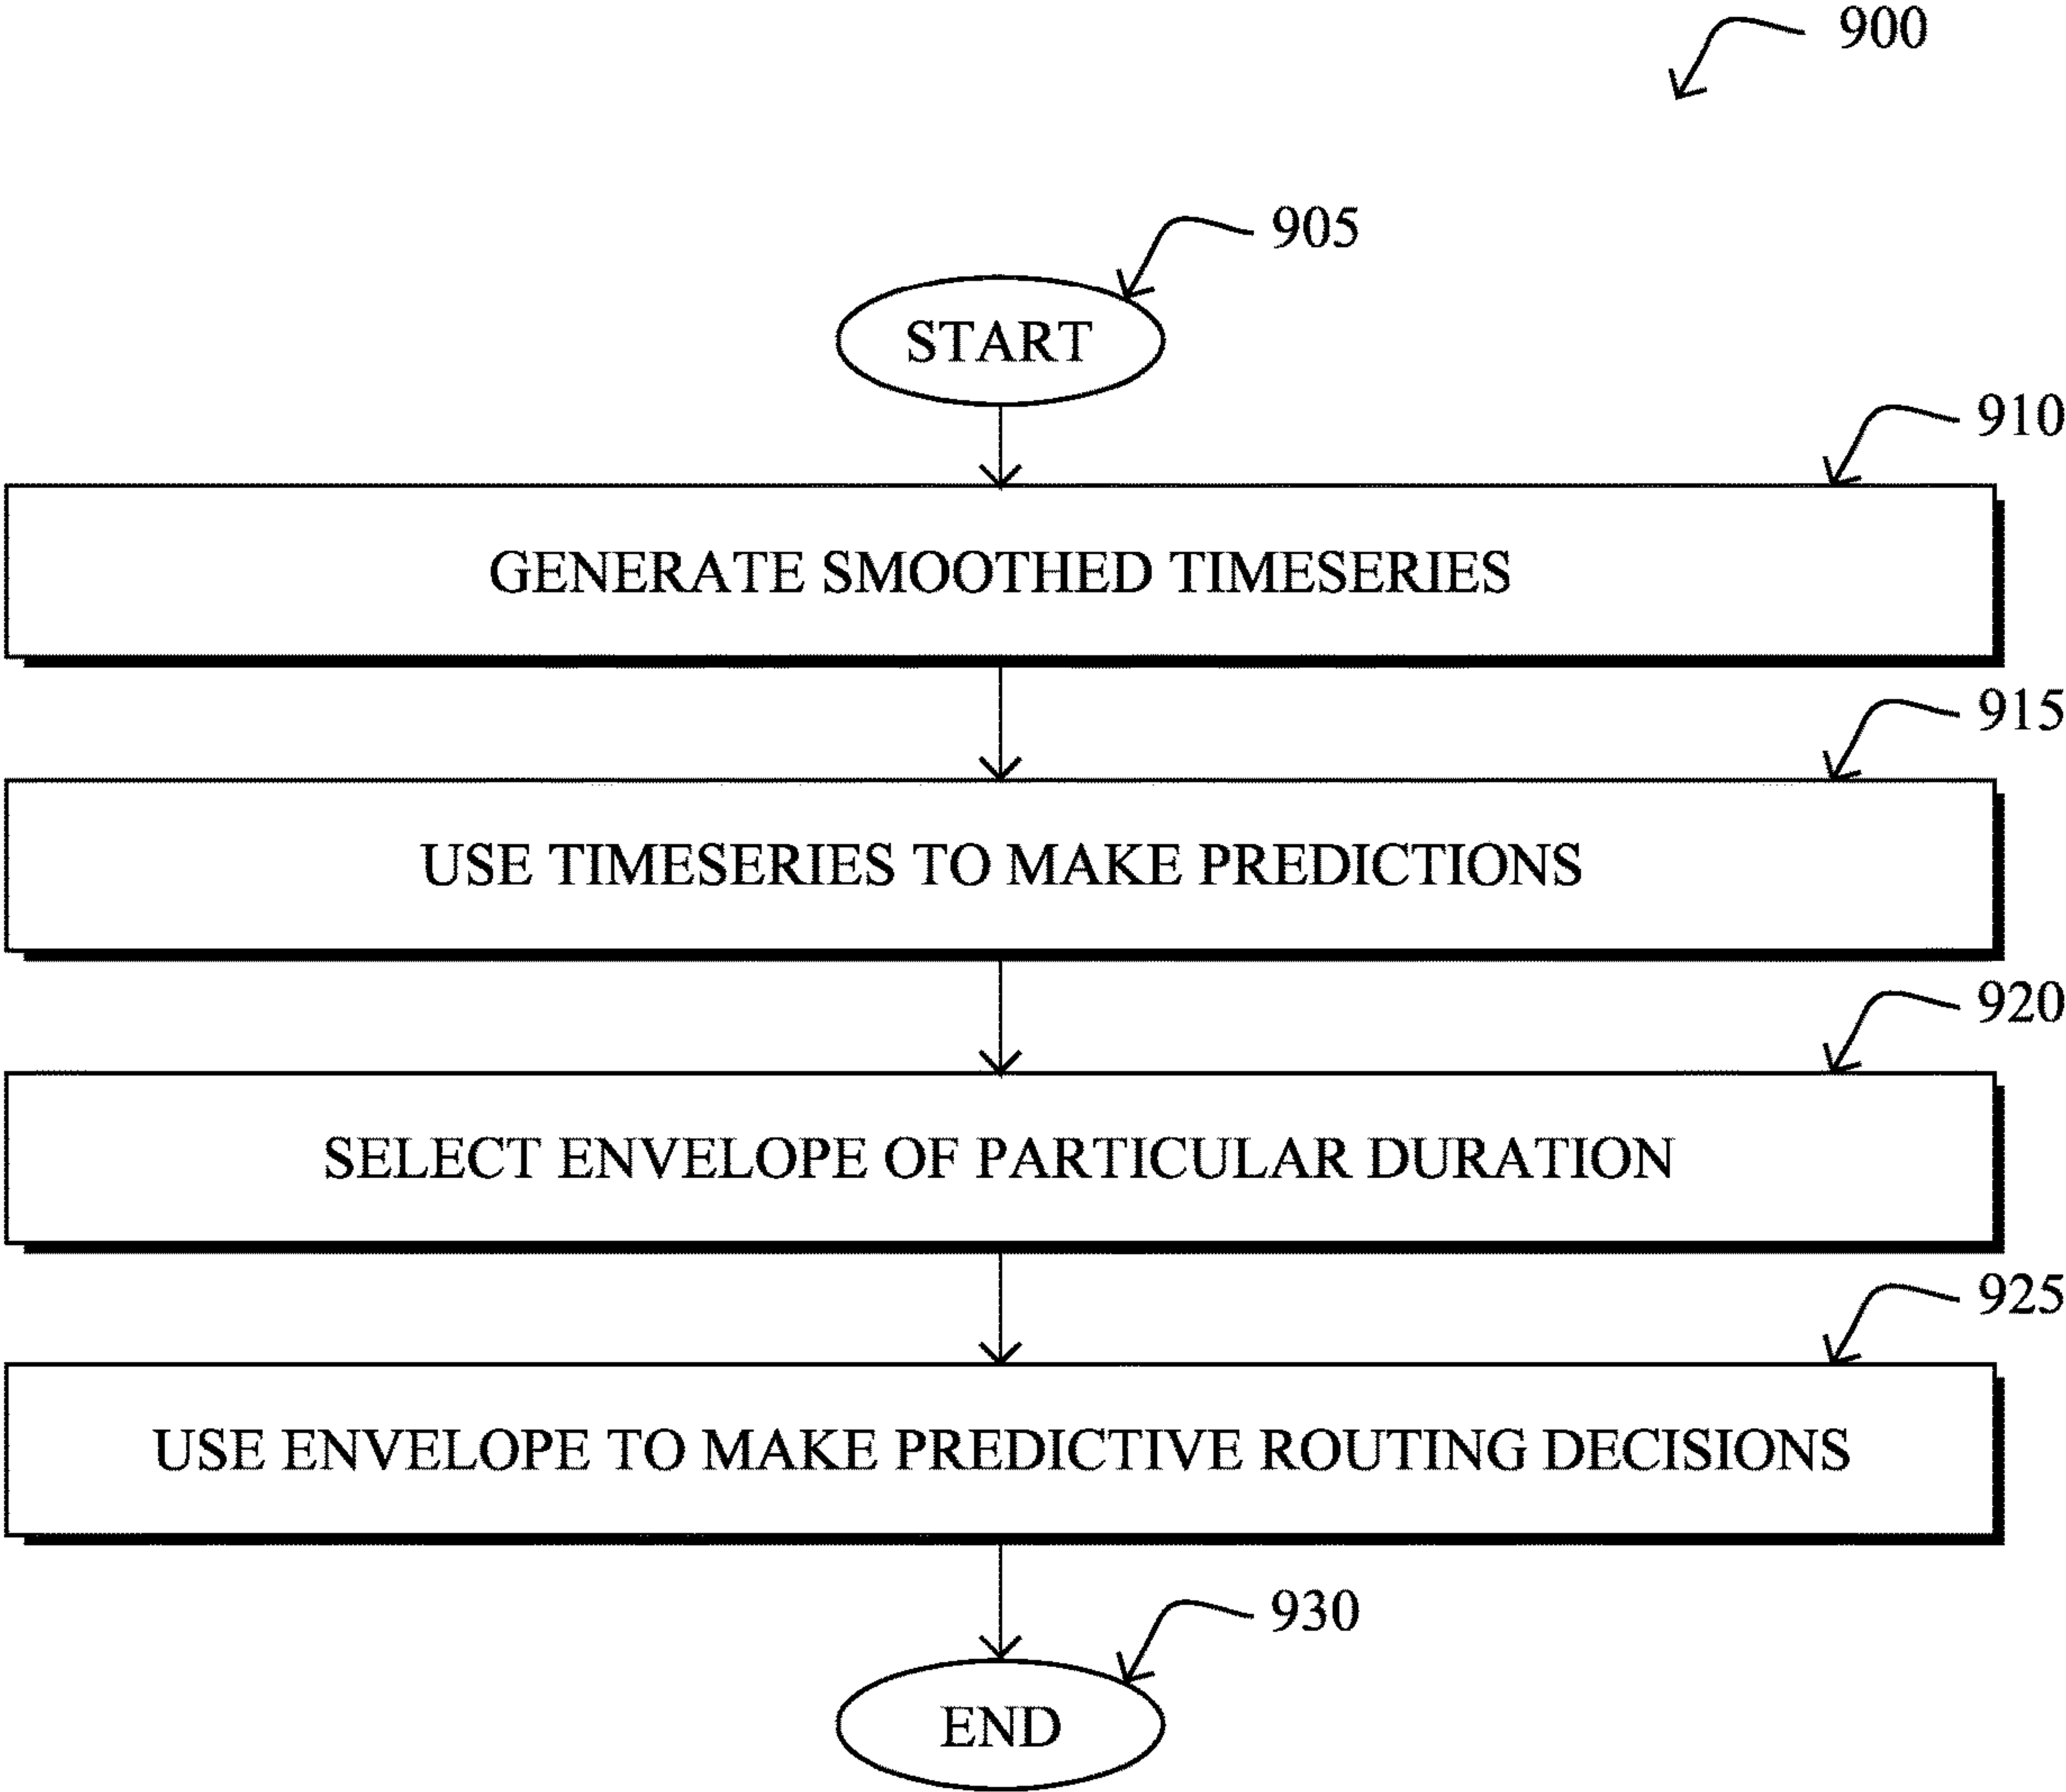 900
905
START
910
GENERATE SMOOTHED TIMESERIES
915
USE TIMESERIES TO MAKE PREDICTIONS
920
SELECT ENVELOPE OF PARTICULAR DURATION
925
USE ENVELOPE TO MAKE PREDICTIVE ROUTING DECISIONS
930
END